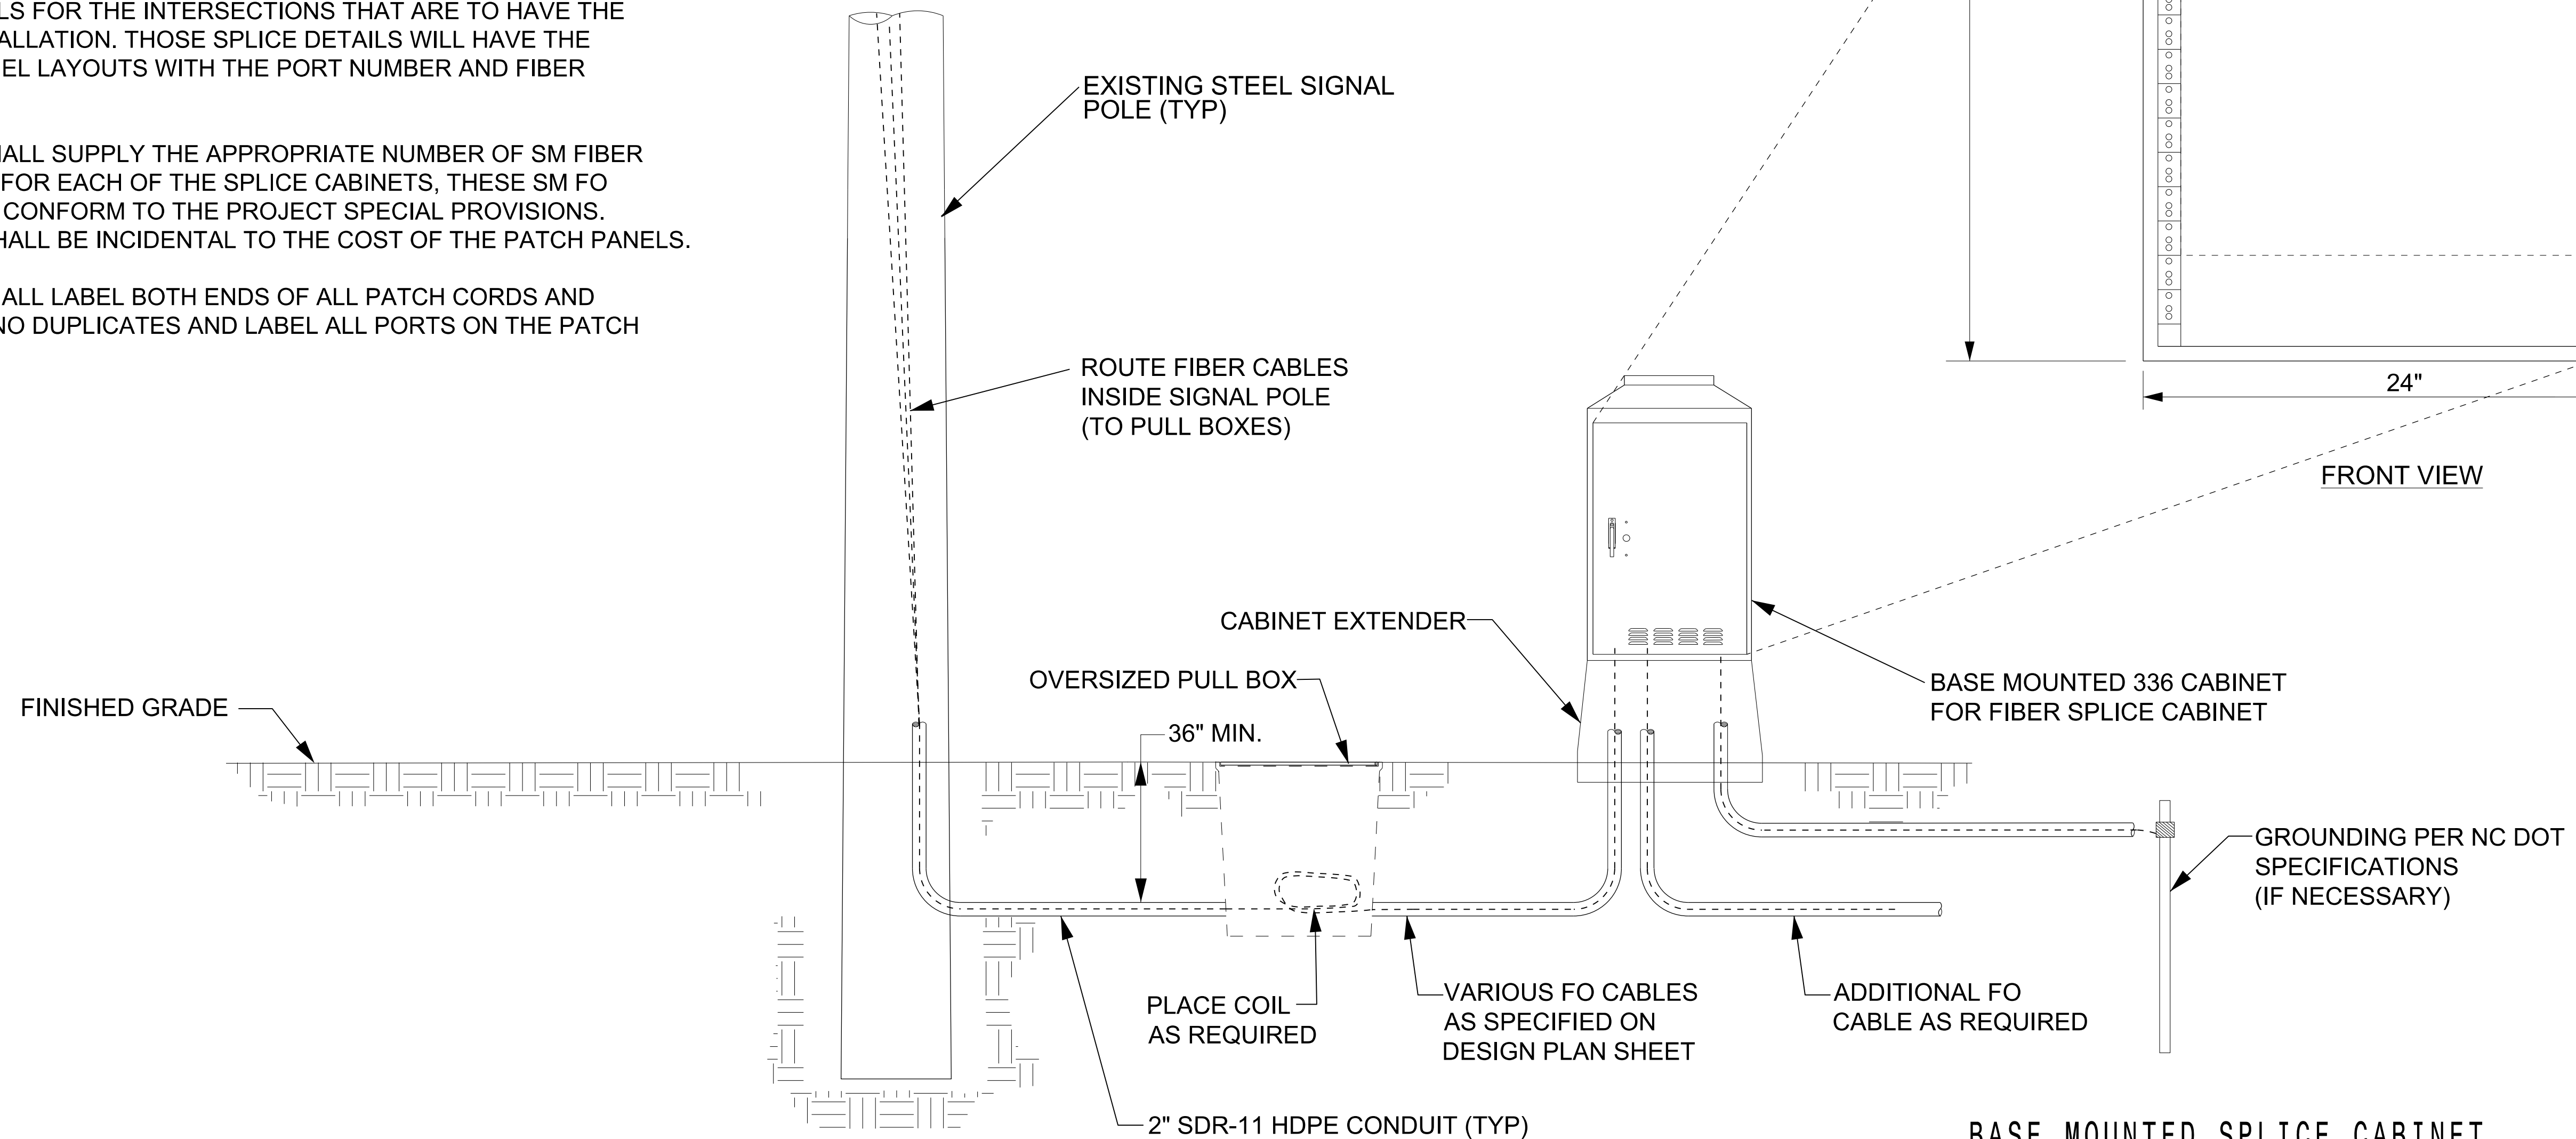 LS FOR THE INTERSECTIONS THAT ARE TO HAVE THE
ALLATION. THOSE SPLICE DETAILS WILL HAVE THE
EL LAYOUTS WITH THE PORT NUMBER AND FIBER
HALL SUPPLY THE APPROPRIATE NUMBER OF SM FIBER
FOR EACH OF THE SPLICE CABINETS, THESE SM FO
CONFORM TO THE PROJECT SPECIAL PROVISIONS.
SHALL BE INCIDENTAL TO THE COST OF THE PATCH PANELS.
ALL LABEL BOTH ENDS OF ALL PATCH CORDS AND
NO DUPLICATES AND LABEL ALL PORTS ON THE PATCH
EXISTING STEEL SIGNAL
POLE (TYP)
ROUTE FIBER CABLES
INSIDE SIGNAL POLE
(TO PULL BOXES)
24"
FRONT VIEW
CABINET EXTENDER
OVERSIZED PULL BOX
BASE MOUNTED 336 CABINET
FOR FIBER SPLICE CABINET
FINISHED GRADE
36" MIN.
GROUNDING PER NC DOT
SPECIFICATIONS
(IF NECESSARY)
PLACE COIL
AS REQUIRED
VARIOUS FO CABLES
AS SPECIFIED ON
DESIGN PLAN SHEET
ADDITIONAL FO
CABLE AS REQUIRED
2" SDR-11 HDPE CONDUIT (TYP)
BASE MOUNTED SPLICE CABINET